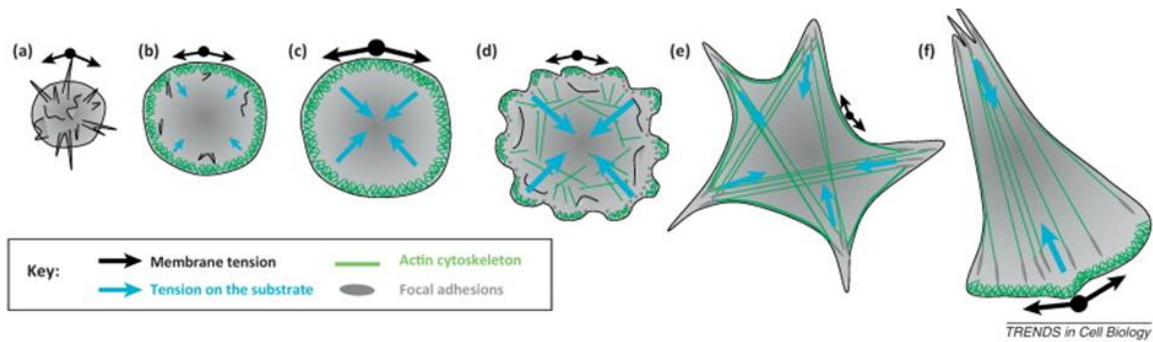 (a)
(b)
(c)
(d)
(e)
(f)
Key:
Membrane tension
Actin cytoskeleton
Tension on the substrate
Focal adhesions
TRENDS in Cell Biology